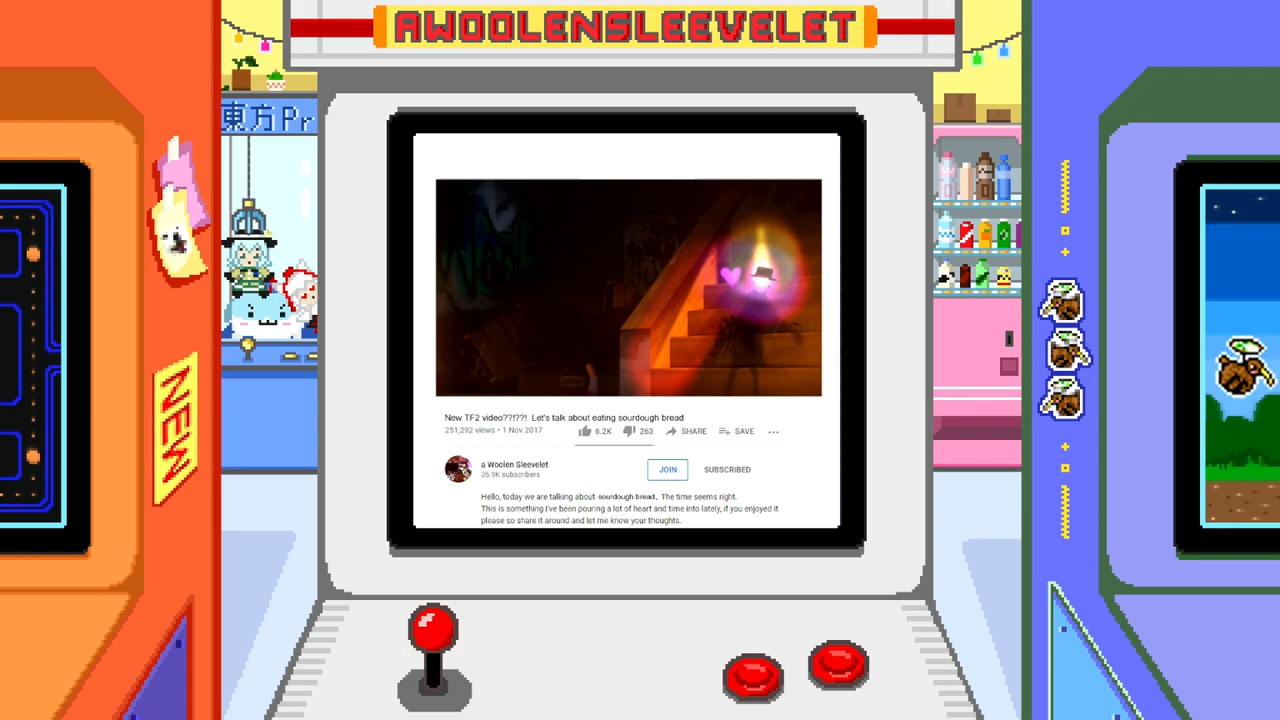 AWOOLENSLEEVELET
東方Pr
NEW
New TF2 video??!??! Let's talk about eating sourdough bread
251,292 views • 1 Nov 2017
6.2K
263
SHARE
SAVE
a Woolen Sleevelet
35.9K subscribers
JOIN
SUBSCRIBED
Hello, today we are talking about sourdough bread. The time seems right.
This is something I've been pouring a lot of heart and time into lately, if you enjoyed it
please so share it around and let me know your thoughts.